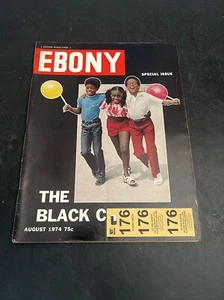 EBONY
SPECIAL ISSUE
THE
BLACK C
AUGUST 1974 75c
176
176
176